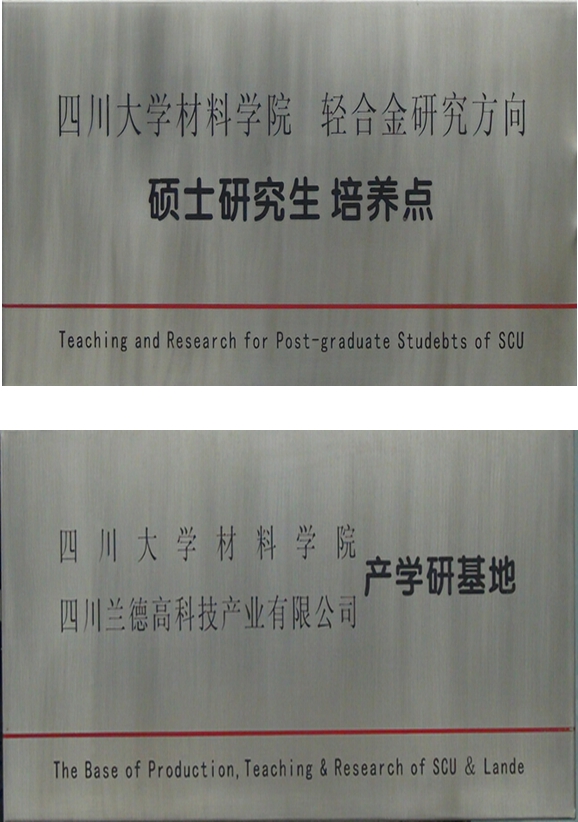 四川大学材料学院 轻合金研究方向
硕士研究生 培养点
Teaching and Research for Post-graduate Studebts of SCU
四川大学材料学院
四川兰德高科技产业有限公司
产学研基地
The Base of Production, Teaching & Research of SCU & Lande